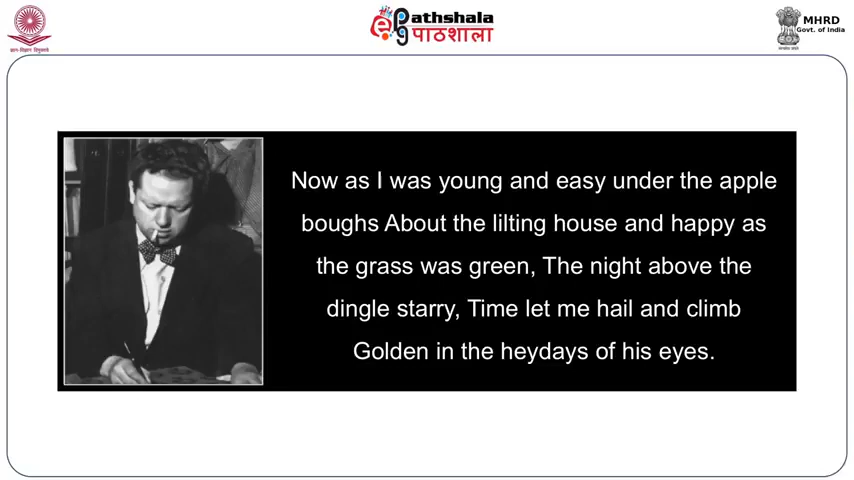 ePathshala
पाठशाला
MHRD
Govt. of India
Now as I was young and easy under the apple
boughs About the lilting house and happy as
the grass was green, The night above the
dingle starry, Time let me hail and climb
Golden in the heydays of his eyes.